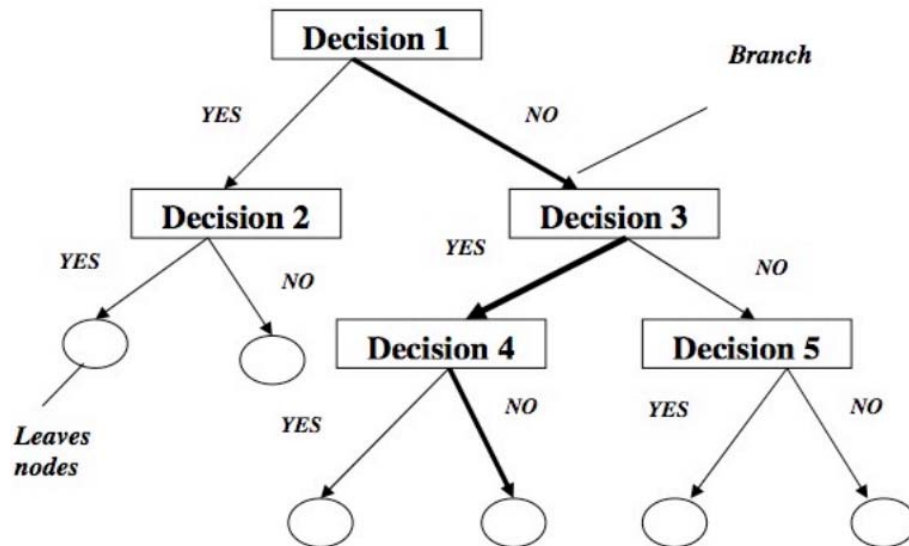 Decision 1
Branch
YES
NO
Decision 2
Decision 3
YES
NO
YES
NO
Decision 4
Decision 5
YES
NO
YES
NO
Leaves
nodes